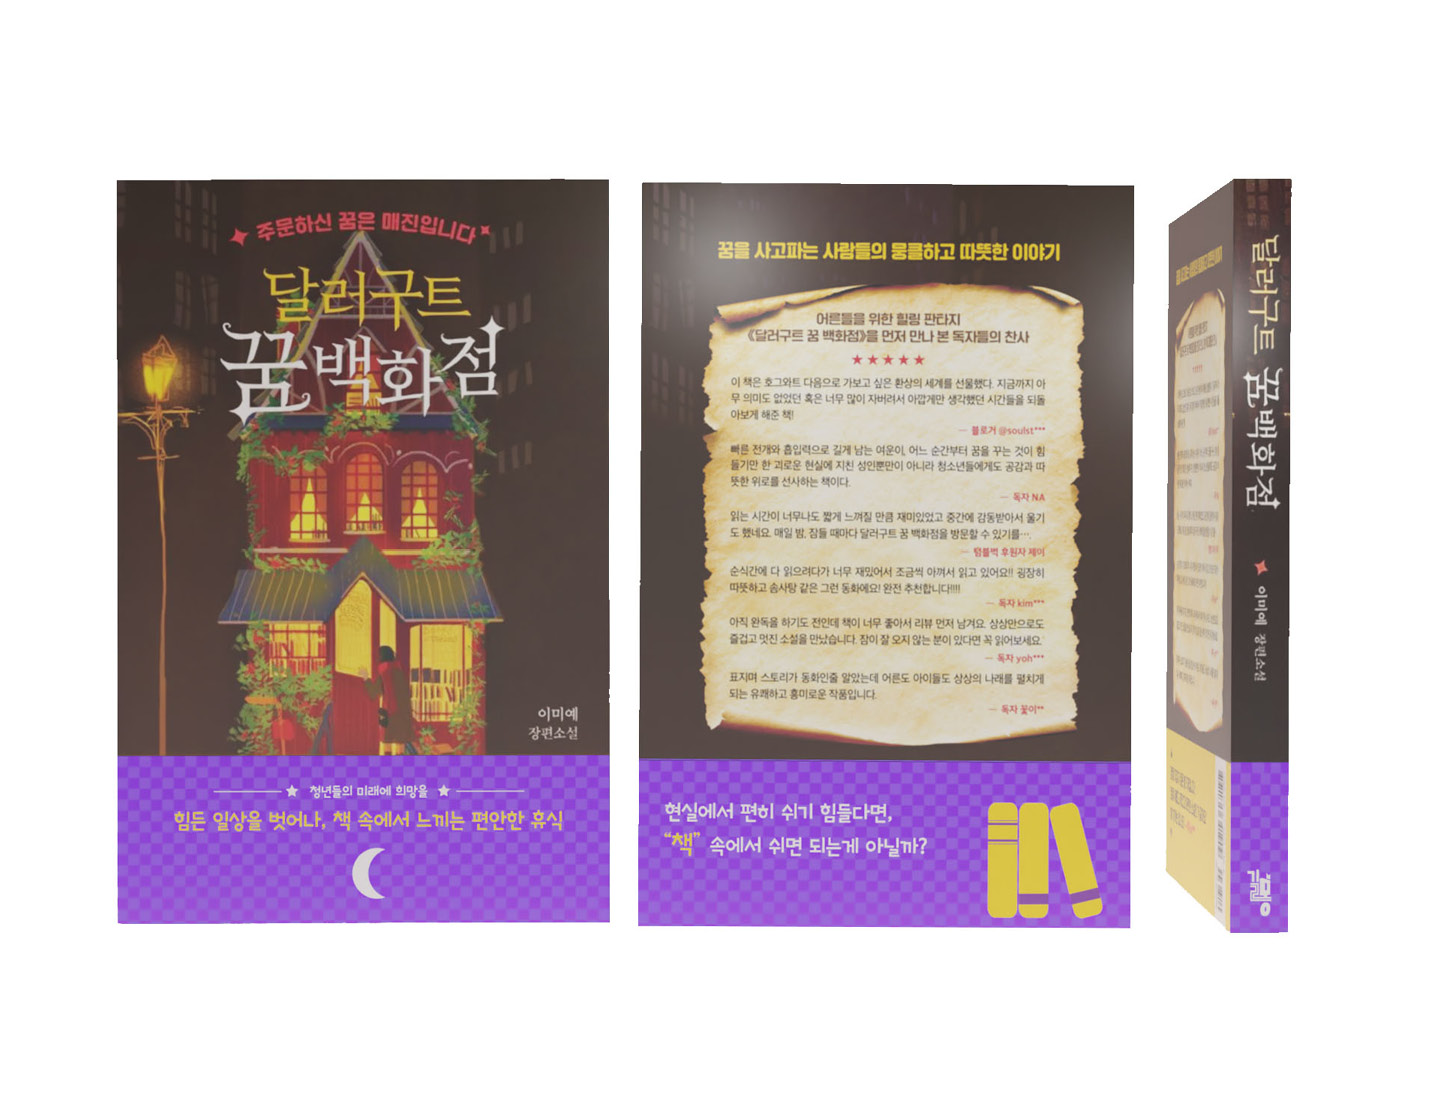 주문하신 꿈은 매진입니다
달러구트
꿈 백화점
이미예
장편소설
청년들의 미래에 희망을
힘든 일상을 벗어나, 책 속에서 느끼는 편안한 휴식
꿈을 사고파는 사람들의 뭉클하고 따뜻한 이야기
어른들을 위한 힐링 판타지
《달러구트 꿈 백화점》을 먼저 만나 본 독자들의 찬사
★★★★★
이 책은 호그와트 다음으로 가보고 싶은 환상의 세계를 선물했다. 지금까지 아
무 의미도 없었던 혹은 너무 많이 자버려서 아깝게만 생각했던 시간들을 되돌
아보게 해준 책!
─ 블로거 @soulst***
빠른 전개와 흡입력으로 길게 남는 여운이, 어느 순간부터 꿈을 꾸는 것이 힘
들기만 한 괴로운 현실에 지친 성인뿐만이 아니라 청소년들에게도 공감과 따
뜻한 위로를 선사하는 책이다.
─ 독자 NA
읽는 시간이 너무나도 짧게 느껴질 만큼 재미있었고 중간에 감동받아서 울기
도 했네요. 매일 밤, 잠들 때마다 달러구트 꿈 백화점을 방문할 수 있기를…
─ 텀블벅 후원자 제이
순식간에 다 읽으려다가 너무 재밌어서 조금씩 아껴서 읽고 있어요!! 굉장히
따뜻하고 솜사탕 같은 그런 동화예요! 완전 추천합니다!!!!
─ 독자 kim***
아직 완독을 하기도 전인데 책이 너무 좋아서 리뷰 먼저 남겨요. 상상만으로도
즐겁고 멋진 소설을 만났습니다. 잠이 잘 오지 않는 분이 있다면 꼭 읽어보세요.
─ 독자 yoh***
표지며 스토리가 동화인줄 알았는데 어른도 아이들도 상상의 나래를 펼치게
되는 유쾌하고 흥미로운 작품입니다.
─ 독자 꽃이**
현실에서 편히 쉬기 힘들다면,
“책” 속에서 쉬면 되는게 아닐까?
달러구트 꿈 백화점
이미예 장편소설